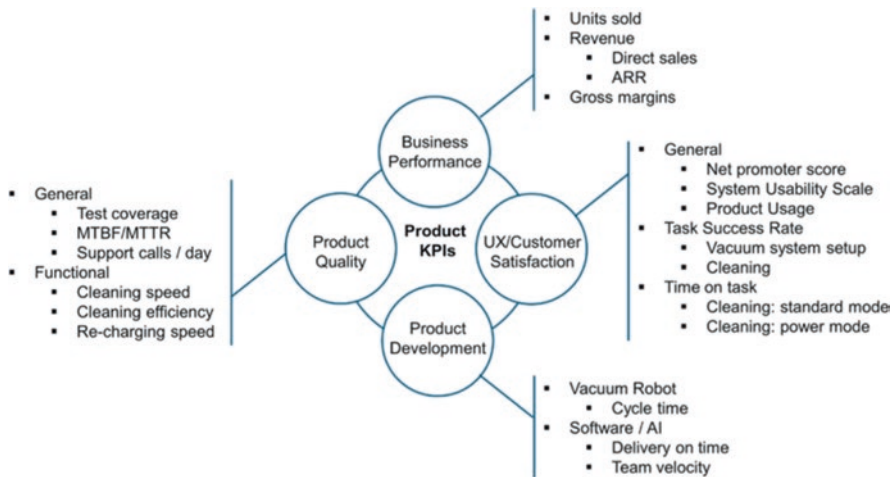 ▪ Units sold
▪ Revenue
▪ Direct sales
▪ ARR
▪ Gross margins
Business
Performance
▪ General
▪ Net promoter score
▪ System Usability Scale
▪ Product Usage
▪ Task Success Rate
▪ Vacuum system setup
▪ Cleaning
▪ Time on task
▪ Cleaning: standard mode
▪ Cleaning: power mode
▪ General
▪ Test coverage
▪ MTBF/MTTR
▪ Support calls / day
▪ Functional
▪ Cleaning speed
▪ Cleaning efficiency
▪ Re-charging speed
Product
Quality
Product
KPIs
UX/Customer
Satisfaction
Product
Development
▪ Vacuum Robot
▪ Cycle time
▪ Software / AI
▪ Delivery on time
▪ Team velocity